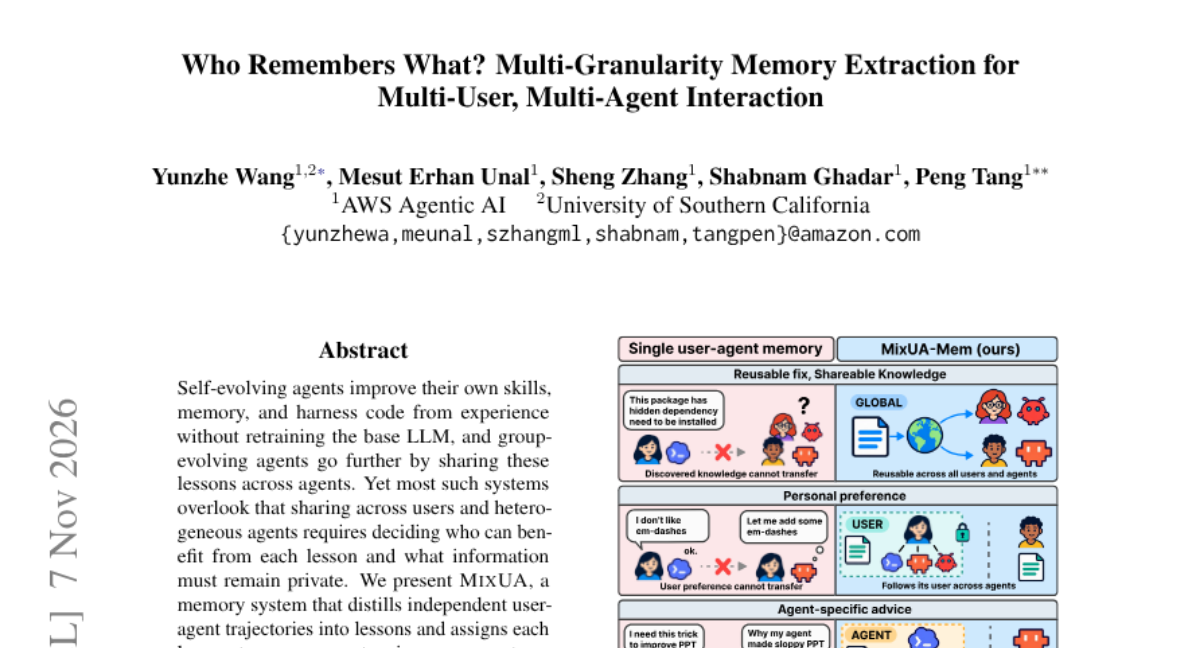 Who Remembers What? Multi-Granularity Memory Extraction for
Multi-User, Multi-Agent Interaction
Yunzhe Wang1,2*, Mesut Erhan Unal1, Sheng Zhang1, Shabnam Ghadar1, Peng Tang1**
1AWS Agentic AI 2University of Southern California
{yunzhewa,meunal,szhangml,shabnam,tangpen}@amazon.com
L] 7 Nov 2026
Abstract
Self-evolving agents improve their own skills,
memory, and harness code from experience
without retraining the base LLM, and group-
evolving agents go further by sharing these
lessons across agents. Yet most such systems
overlook that sharing across users and hetero-
geneous agents requires deciding who can ben-
efit from each lesson and what information
must remain private. We present MIXUA, a
memory system that distills independent user-
agent trajectories into lessons and assigns each
Single user-agent memory
MixUA-Mem (ours)
Reusable fix, Shareable Knowledge
This package has
hidden dependency
need to be installed
?
Discovered knowledge cannot transfer
GLOBAL
Reusable across all users and agents
Personal preference
I don't like
em-dashes
ok.
Let me add some
em-dashes
User preference cannot transfer
USER
Follows its user across agents
Agent-specific advice
I need this trick
to improve PPT
Why my agent
made sloppy PPT
AGENT